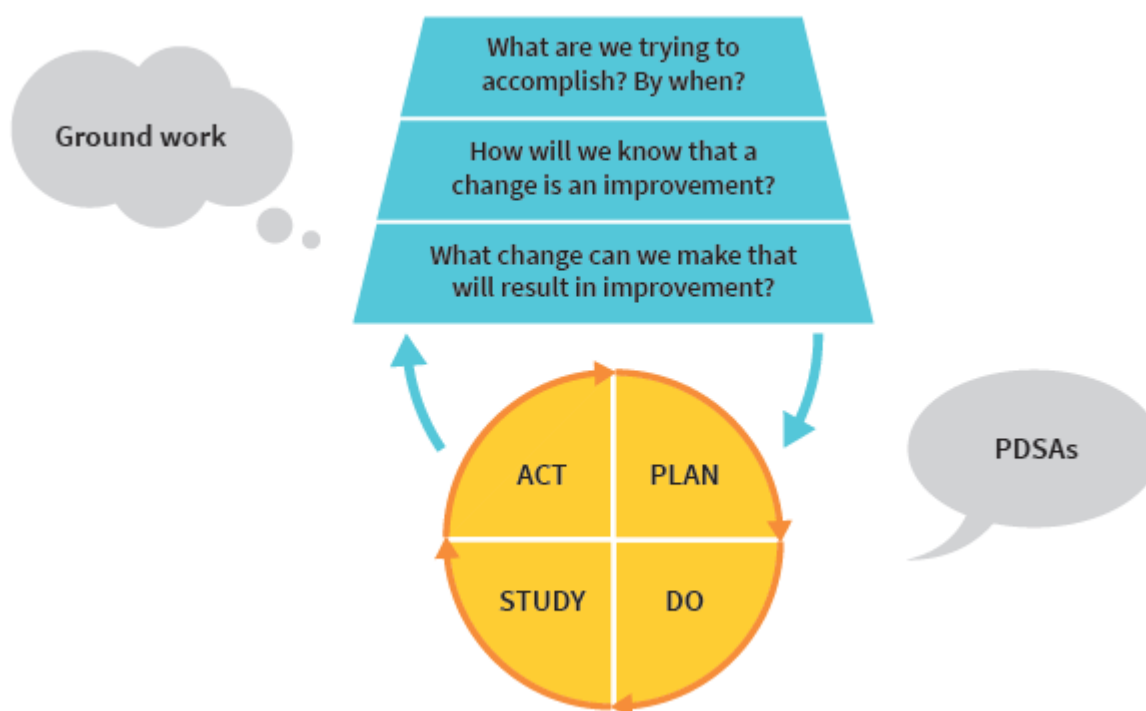 What are we trying to
accomplish? By when?
Ground work
How will we know that a
change is an improvement?
What change can we make that
will result in improvement?
ACT
PLAN
PDSAs
STUDY
DO